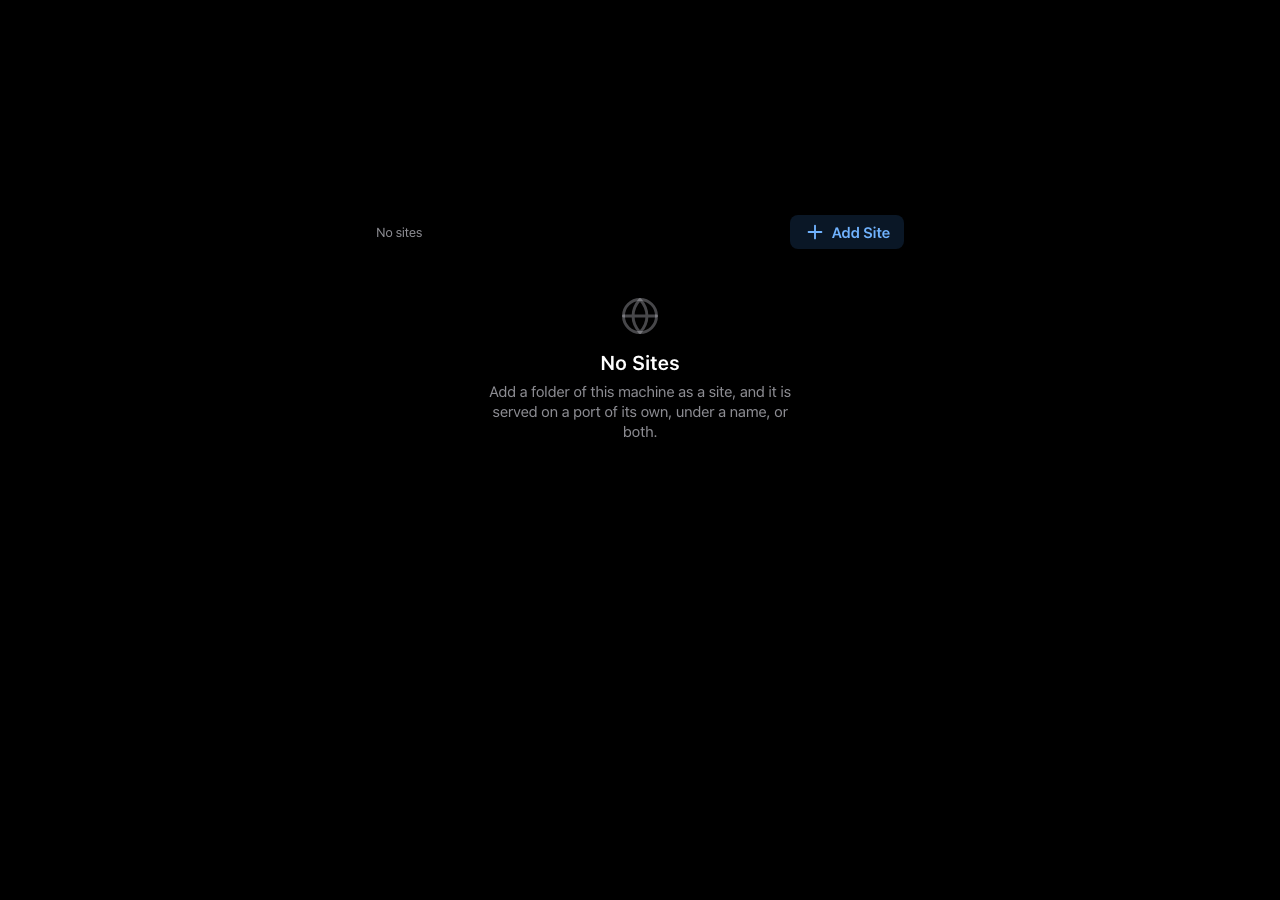 No sites
Add Site
No Sites
Add a folder of this machine as a site, and it is
served on a port of its own, under a name, or
both.